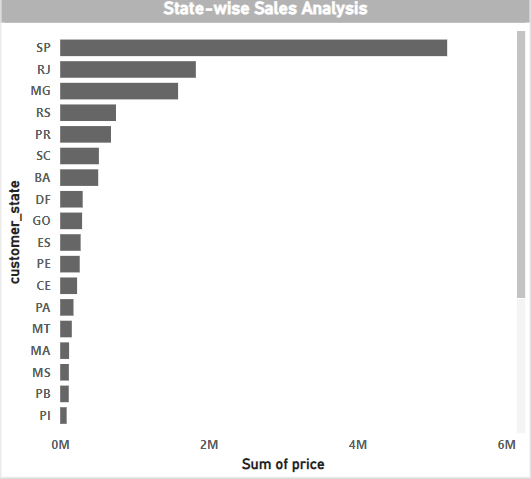 State-wise Sales Analysis
customer_state
SP
RJ
MG
RS
PR
SC
BA
DF
GO
ES
PE
CE
PA
MT
MA
MS
PB
PI
0M 2M 4M 6M
Sum of price